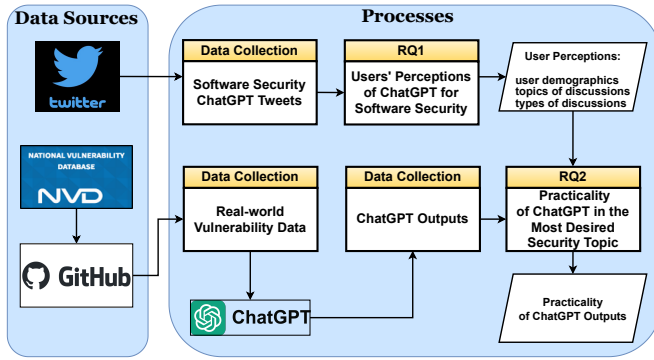 Data Sources
Processes
twitter
Data Collection
Software Security
ChatGPT Tweets
RQ1
Users' Perceptions
of ChatGPT for
Software Security
User Perceptions:
user demographics
topics of discussions
types of discussions
NATIONAL VULNERABILITY
DATABASE
NVD
GitHub
Data Collection
Real-world
Vulnerability Data
Data Collection
ChatGPT Outputs
RQ2
Practicality
of ChatGPT in the
Most Desired
Security Topic
ChatGPT
Practicality
of ChatGPT Outputs